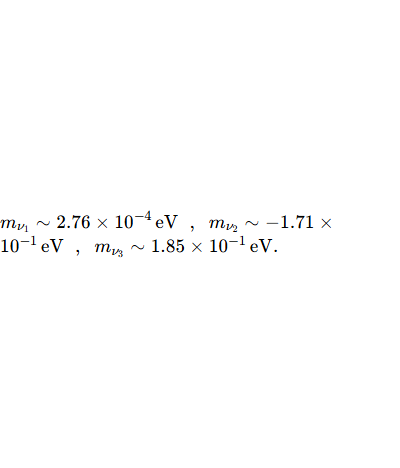 m_{ν_1} ∼ 2.76 × 10^{−4} eV , m_{ν_2} ∼ −1.71 ×
10^{−1} eV , m_{ν_3} ∼ 1.85 × 10^{−1} eV.